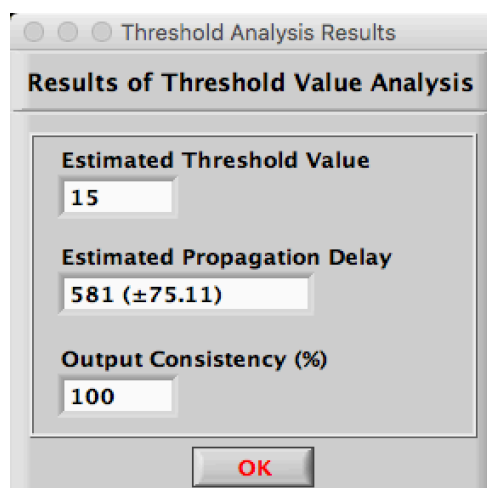 Threshold Analysis Results
Results of Threshold Value Analysis
Estimated Threshold Value
15
Estimated Propagation Delay
581 (±75.11)
Output Consistency (%)
100
OK